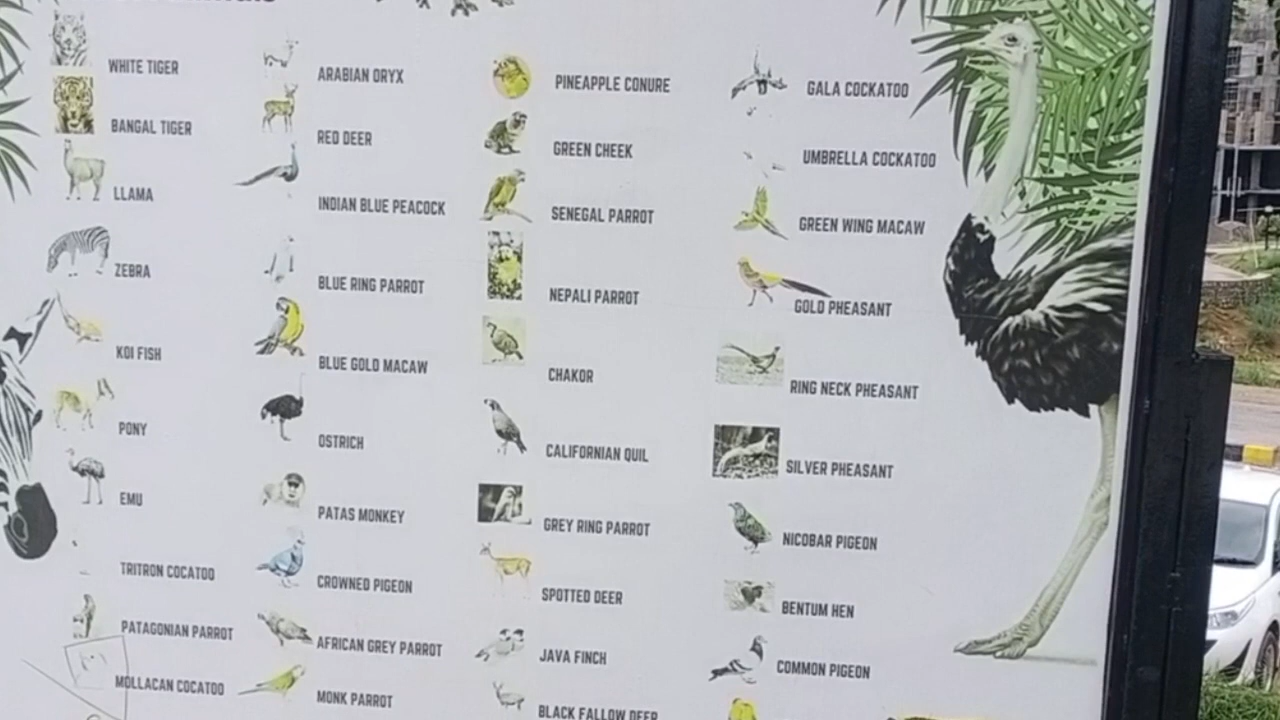 WHITE TIGER
BANGAL TIGER
LLAMA
ZEBRA
KOI FISH
PONY
EMU
TRITRON COCATOO
PATAGONIAN PARROT
MOLLACAN COCATOO
ARABIAN ORYX
RED DEER
INDIAN BLUE PEACOCK
BLUE RING PARROT
BLUE GOLD MACAW
OSTRICH
PATAS MONKEY
CROWNED PIGEON
AFRICAN GREY PARROT
MONK PARROT
PINEAPPLE CONURE
GREEN CHEEK
SENEGAL PARROT
NEPALI PARROT
CHAKOR
CALIFORNIAN QUIL
GREY RING PARROT
SPOTTED DEER
JAVA FINCH
BLACK FALLOW DEER
GALA COCKATOO
UMBRELLA COCKATOO
GREEN WING MACAW
GOLD PHEASANT
RING NECK PHEASANT
SILVER PHEASANT
NICOBAR PIGEON
BENTUM HEN
COMMON PIGEON